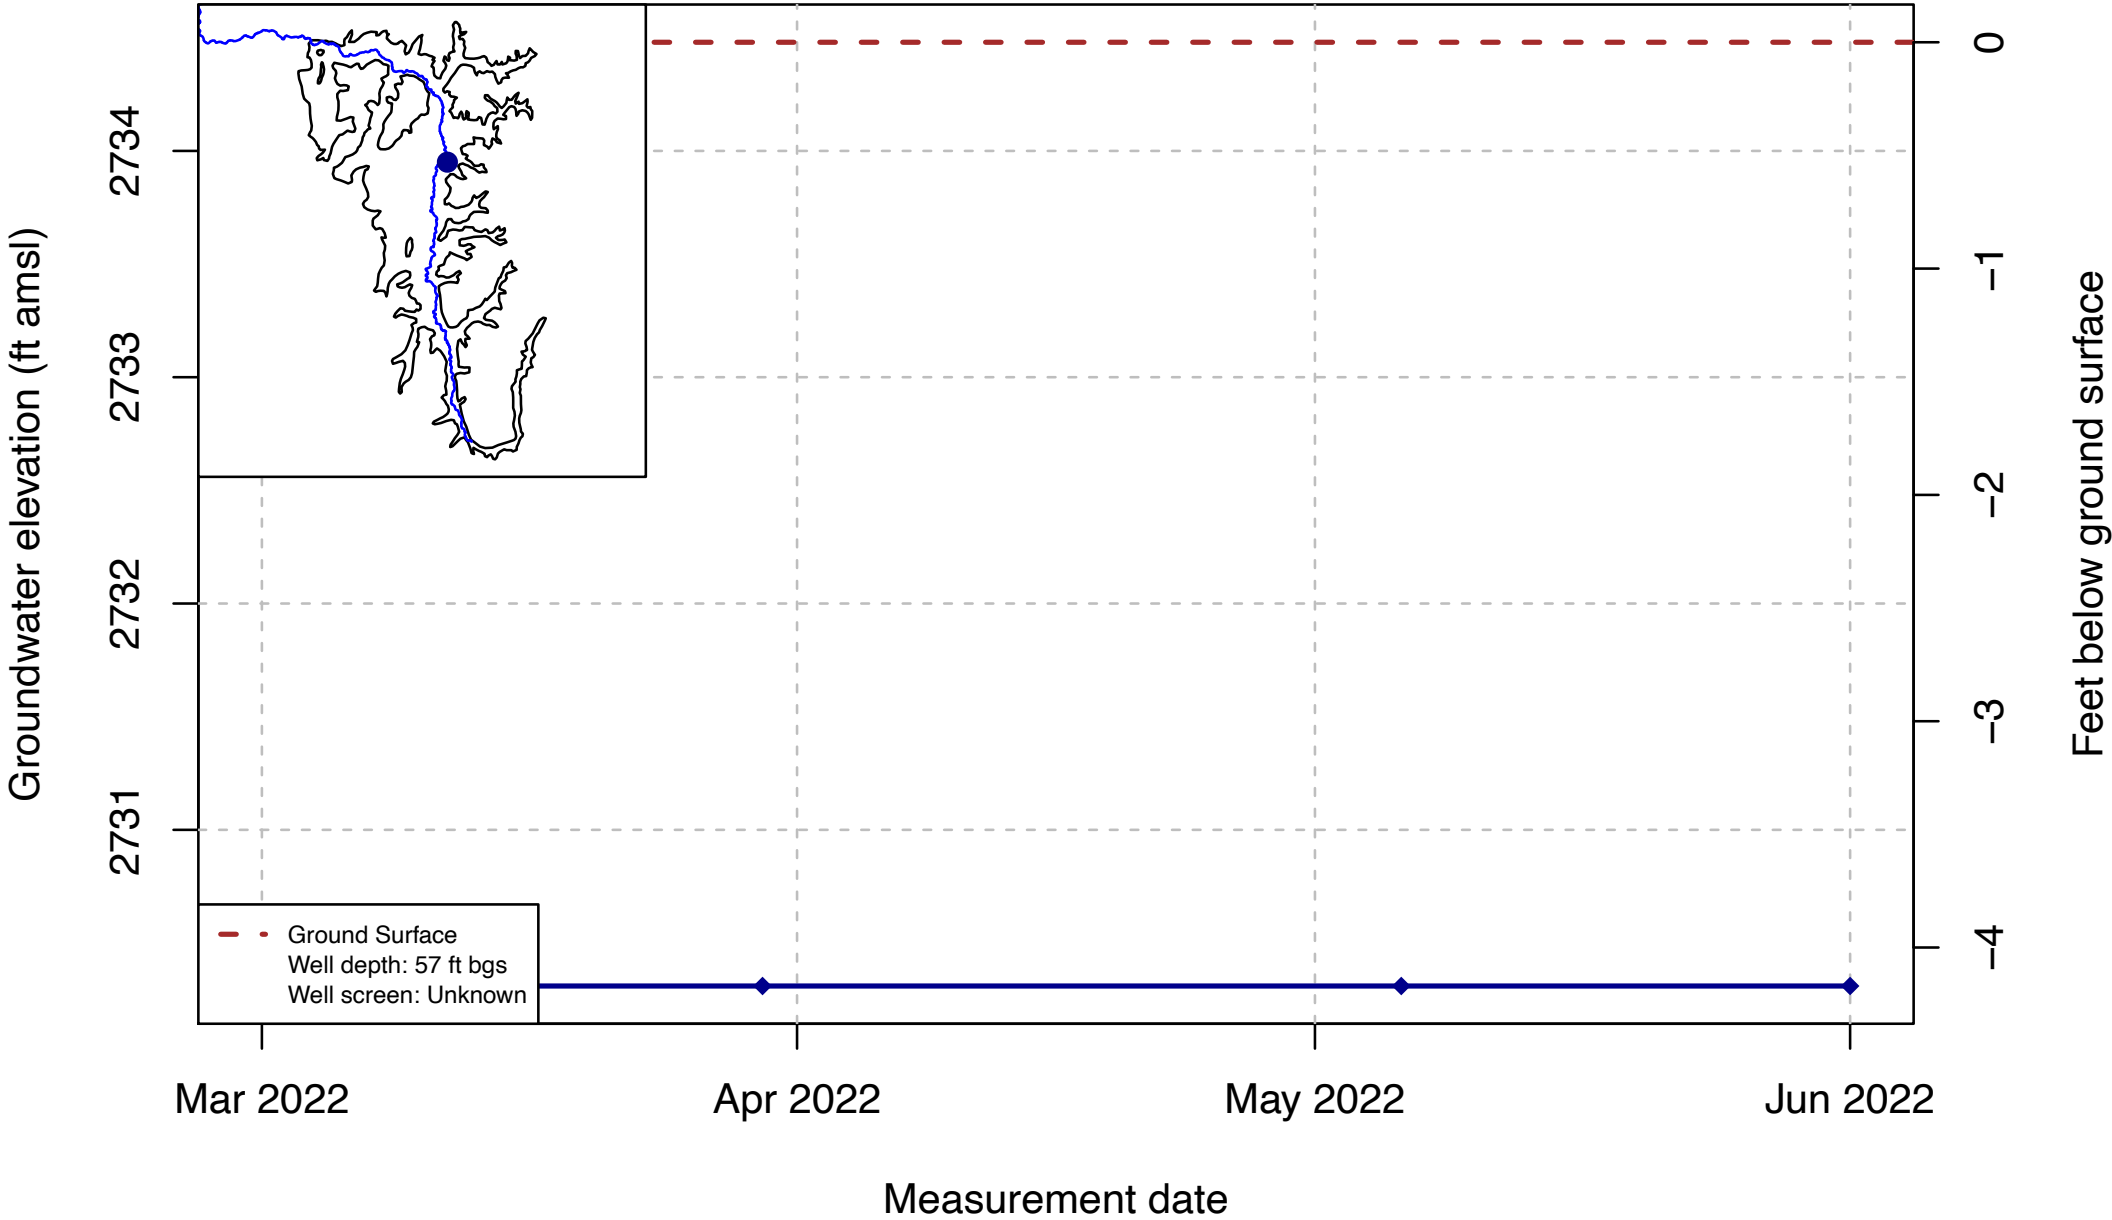 Groundwater elevation (ft amsl)
2734
2733
2732
2731
0
−1
−2
−3
−4
Feet below ground surface
Ground Surface
Well depth: 57 ft bgs
Well screen: Unknown
Mar 2022
Apr 2022
May 2022
Jun 2022
Measurement date